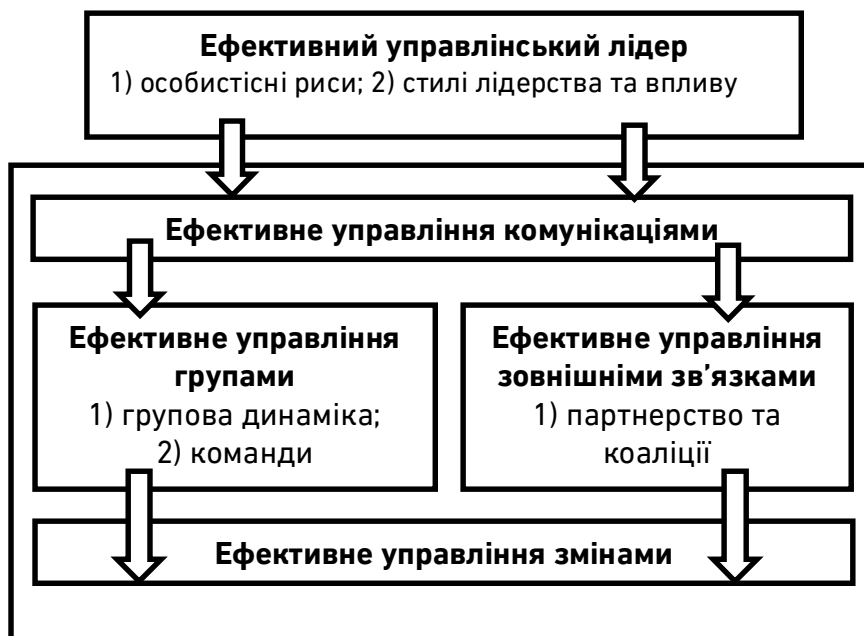 Ефективний управлінський лідер
1) особистісні риси; 2) стилі лідерства та впливу
Ефективне управління комунікаціями
Ефективне управління
групами
1) групова динаміка;
2) команди
Ефективне управління
зовнішніми зв’язками
1) партнерство та
коаліції
Ефективне управління змінами